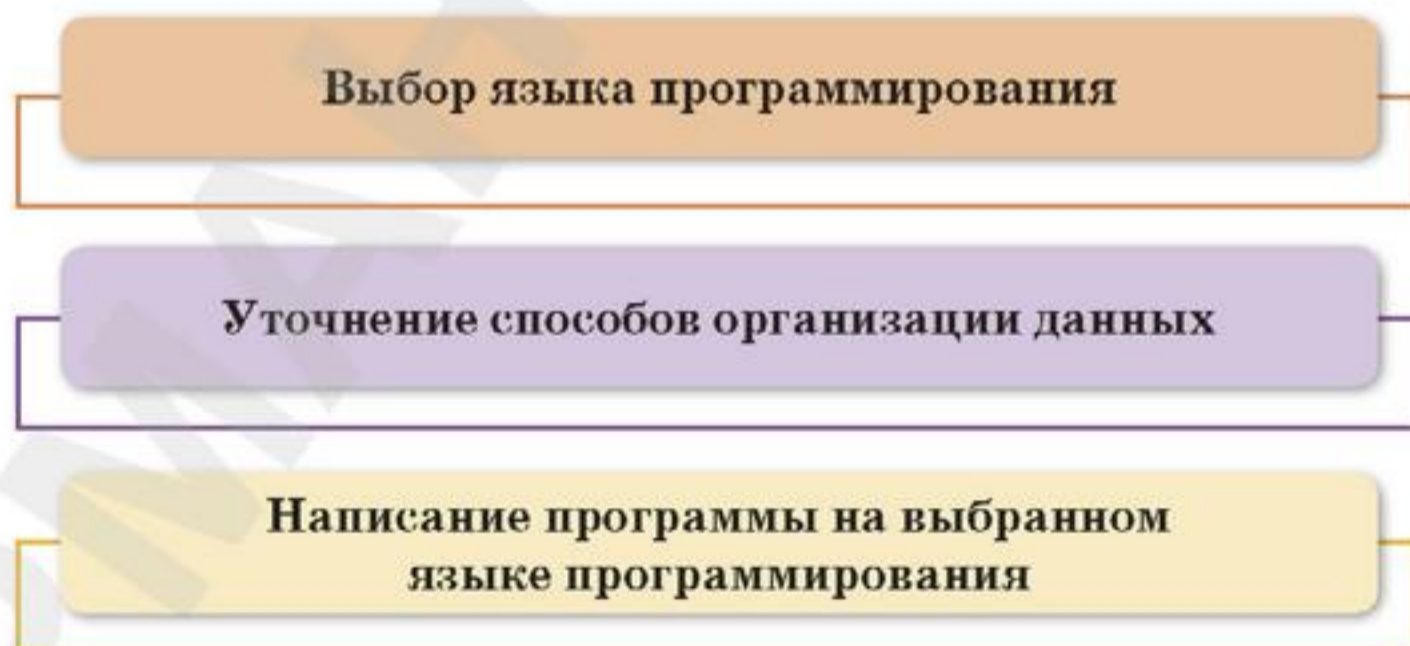 Выбор языка программирования
Уточнение способов организации данных
Написание программы на выбранном
языке программирования